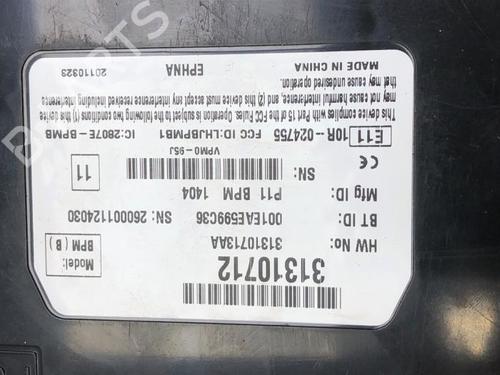 31310712
Model: BPM ( B )
HW No: 31310713AA
BT ID: 001EAE599C36 SN: 260001124030
Mfg ID: P11 BPM 1404
SN: 11
VPM0-95J
E11 10R-024755 FCC ID:LHJBPMB1 IC:2807E-BPMB
This device complies with Part 15 of the FCC Rules. Operation is subject to the following two conditions (1) this device
may not cause harmful interference, and (2) this device must accept any interference received including interference
that may cause undesired operation.
MADE IN CHINA EPHNA 20110323